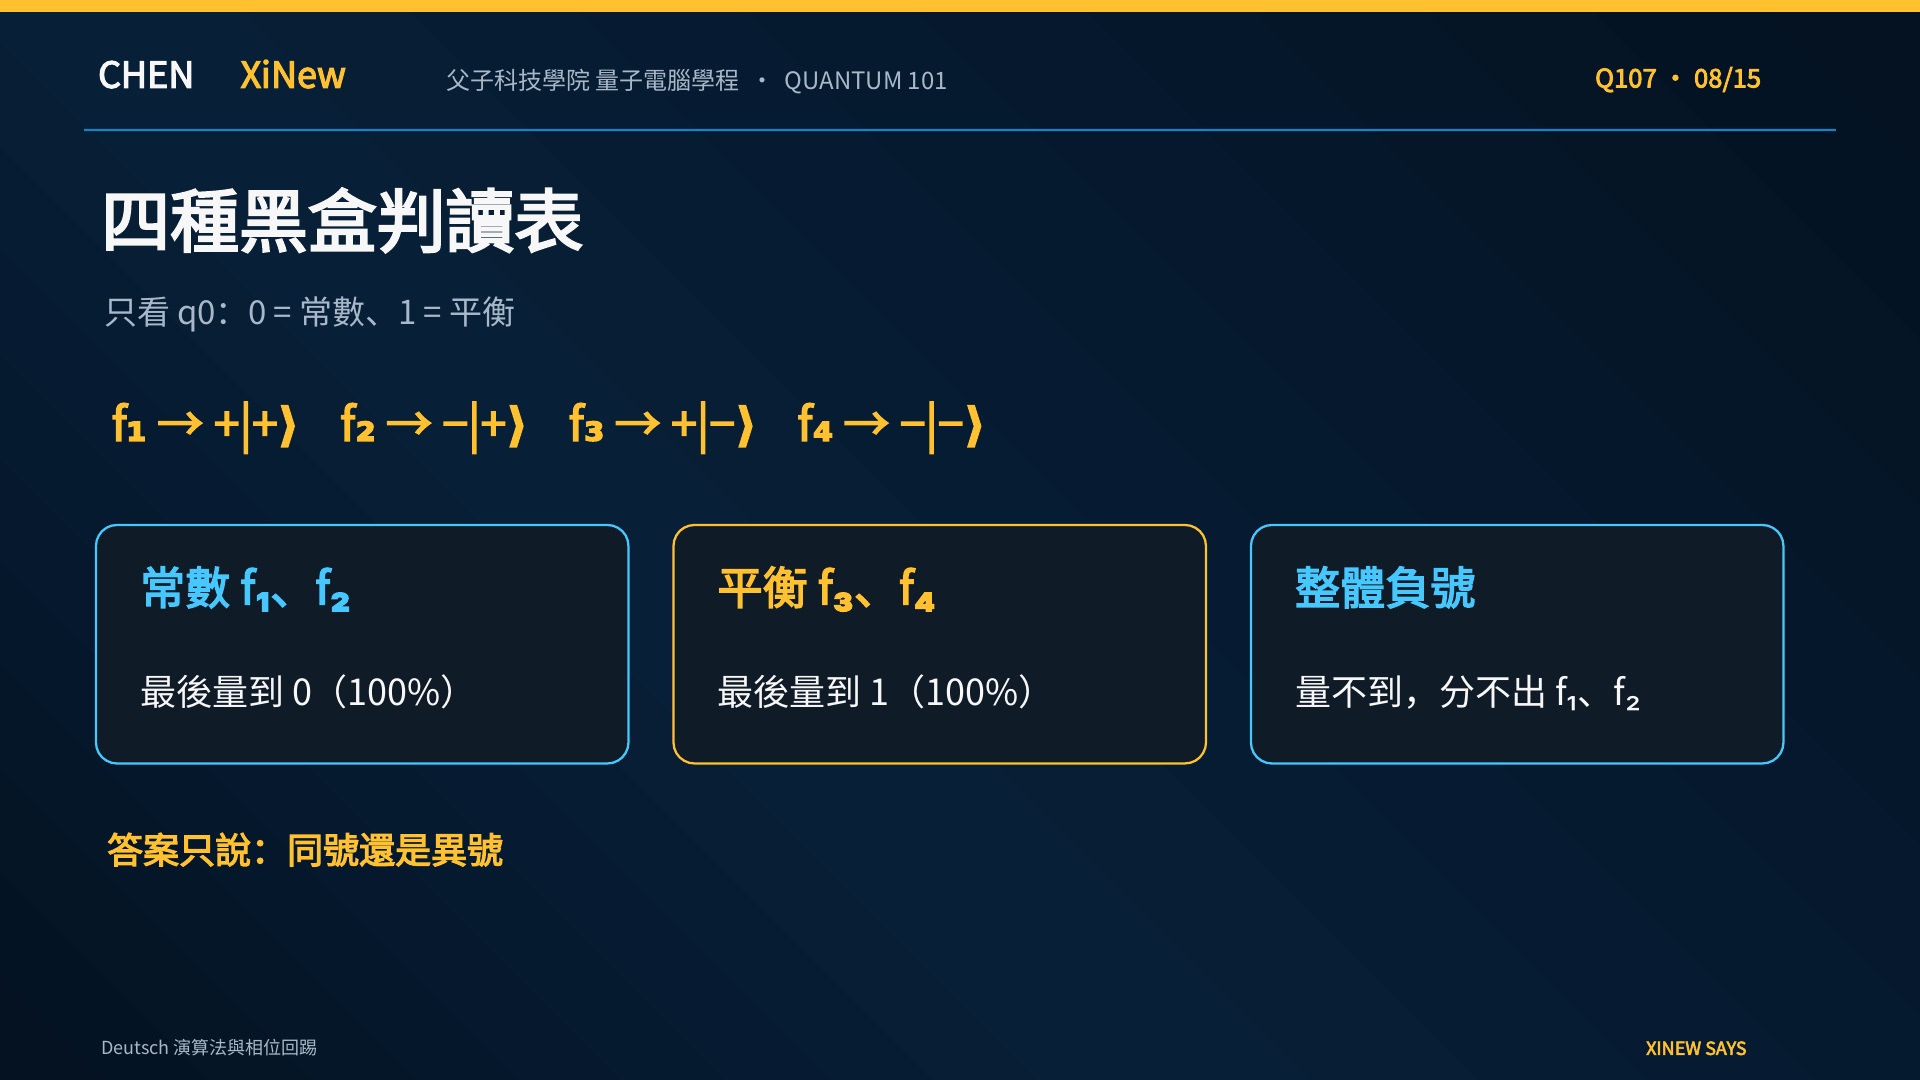 CHEN XiNew 父子科技學院 量子電腦學程 · QUANTUM 101 Q107 · 08/15
四種黑盒判讀表
只看 q0：0 = 常數、1 = 平衡
f₁ → +|+⟩ f₂ → −|+⟩ f₃ → +|−⟩ f₄ → −|−⟩
常數 f₁、f₂
最後量到 0（100%）
平衡 f₃、f₄
最後量到 1（100%）
整體負號
量不到，分不出 f₁、f₂
答案只說：同號還是異號
Deutsch 演算法與相位回踢
XINEW SAYS